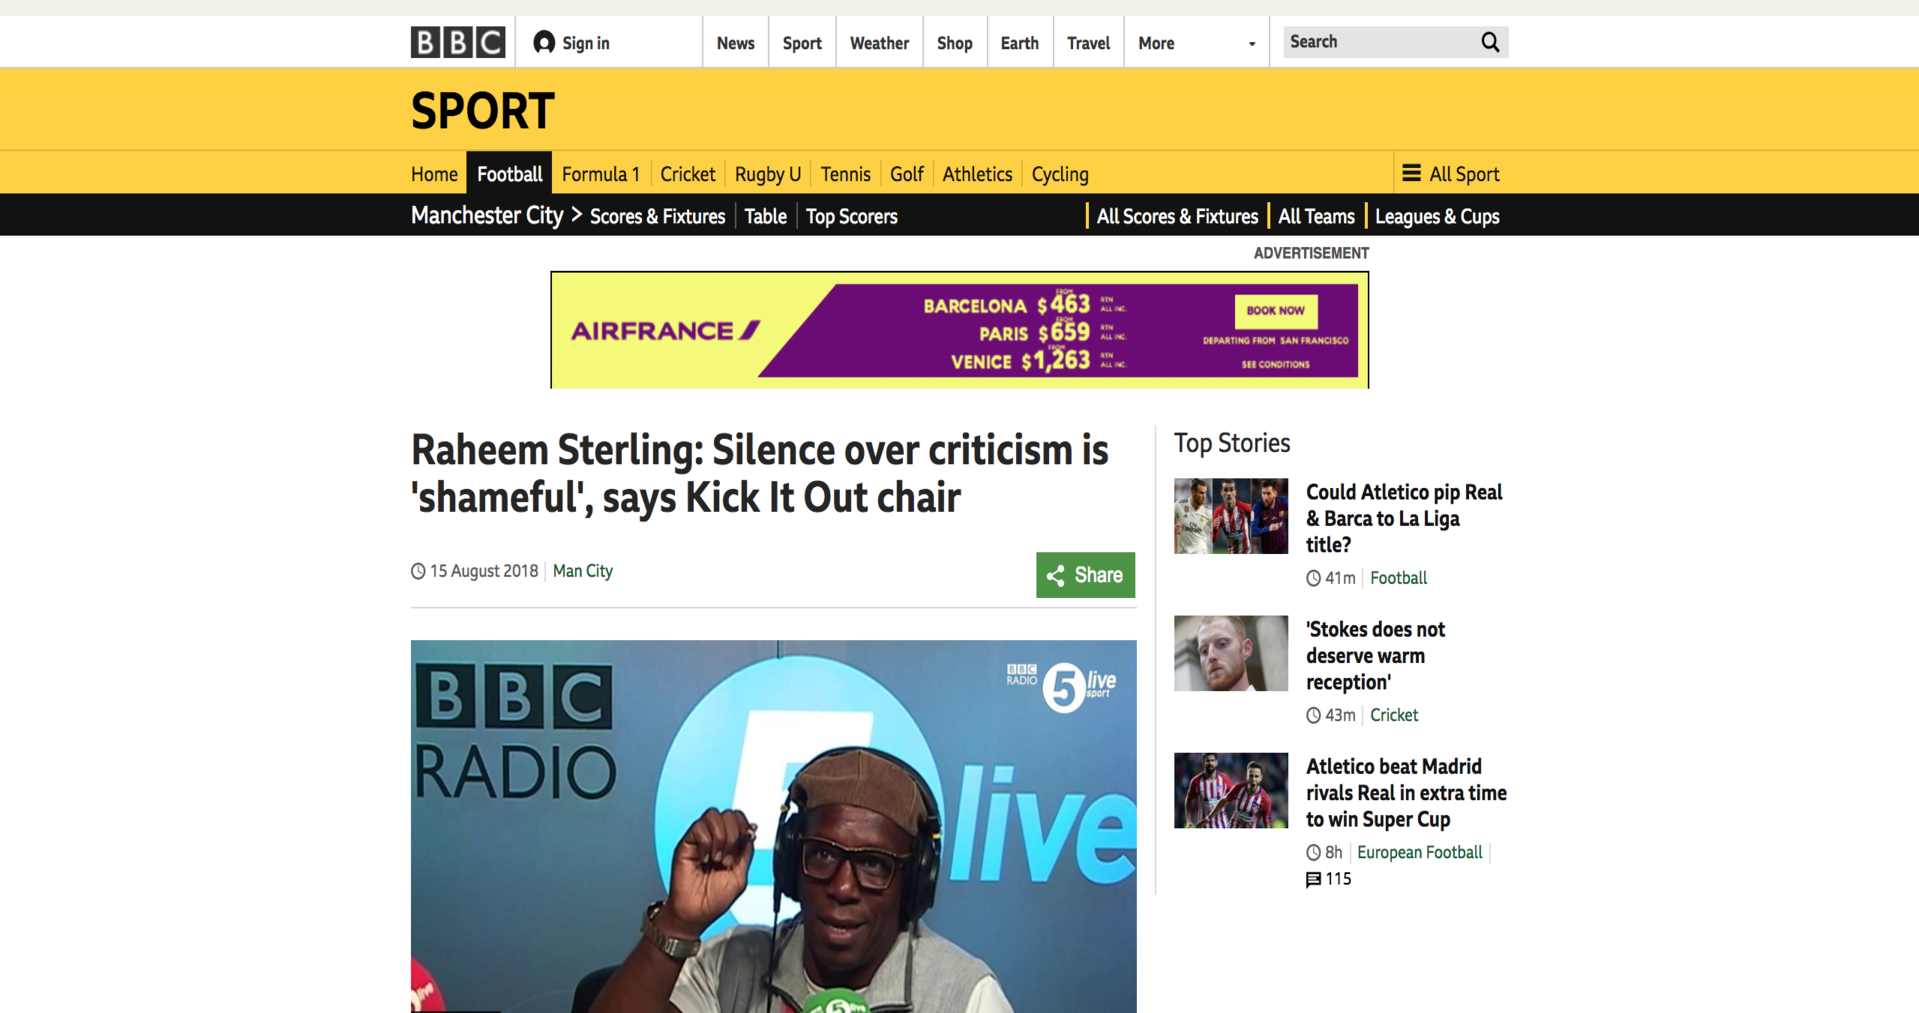 BBC
Sign in
News
Sport
Weather
Shop
Earth
Travel
More
Search
SPORT
Home
Football
Formula 1
Cricket
Rugby U
Tennis
Golf
Athletics
Cycling
All Sport
Manchester City > Scores & Fixtures
Table
Top Scorers
All Scores & Fixtures
All Teams
Leagues & Cups
ADVERTISEMENT
AIRFRANCE
BARCELONA FROM $463 RTN ALL INC.
PARIS FROM $659 RTN ALL INC.
VENICE FROM $1,263 RTN ALL INC.
BOOK NOW
DEPARTING FROM SAN FRANCISCO
SEE CONDITIONS
Raheem Sterling: Silence over criticism is
'shameful', says Kick It Out chair
15 August 2018
Man City
Share
BBC
RADIO
5 live
BBC
RADIO
5 live
sport
live
5 live
Top Stories
Could Atletico pip Real
& Barca to La Liga
title?
41m
Football
'Stokes does not
deserve warm
reception'
43m
Cricket
Atletico beat Madrid
rivals Real in extra time
to win Super Cup
8h
European Football
115